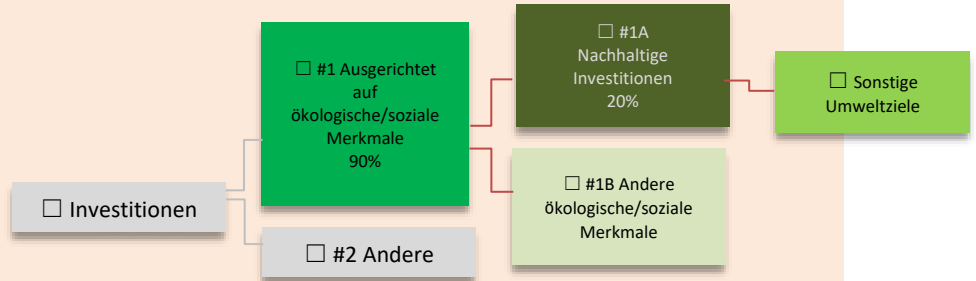 ☐ Investitionen
☐ #1 Ausgerichtet
auf
ökologische/soziale
Merkmale
90%
☐ #2 Andere
☐ #1A
Nachhaltige
Investitionen
20%
☐ #1B Andere
ökologische/soziale
Merkmale
☐ Sonstige
Umweltziele